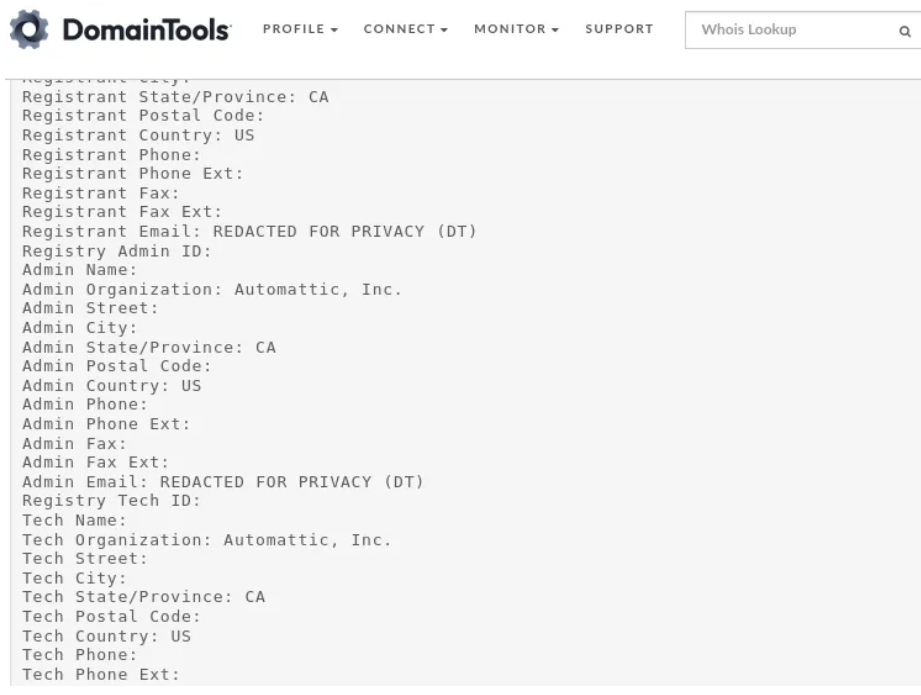 DomainTools PROFILE CONNECT MONITOR SUPPORT Whois Lookup
Registrant City:
Registrant State/Province: CA
Registrant Postal Code:
Registrant Country: US
Registrant Phone:
Registrant Phone Ext:
Registrant Fax:
Registrant Fax Ext:
Registrant Email: REDACTED FOR PRIVACY (DT)
Registry Admin ID:
Admin Name:
Admin Organization: Automattic, Inc.
Admin Street:
Admin City:
Admin State/Province: CA
Admin Postal Code:
Admin Country: US
Admin Phone:
Admin Phone Ext:
Admin Fax:
Admin Fax Ext:
Admin Email: REDACTED FOR PRIVACY (DT)
Registry Tech ID:
Tech Name:
Tech Organization: Automattic, Inc.
Tech Street:
Tech City:
Tech State/Province: CA
Tech Postal Code:
Tech Country: US
Tech Phone:
Tech Phone Ext: